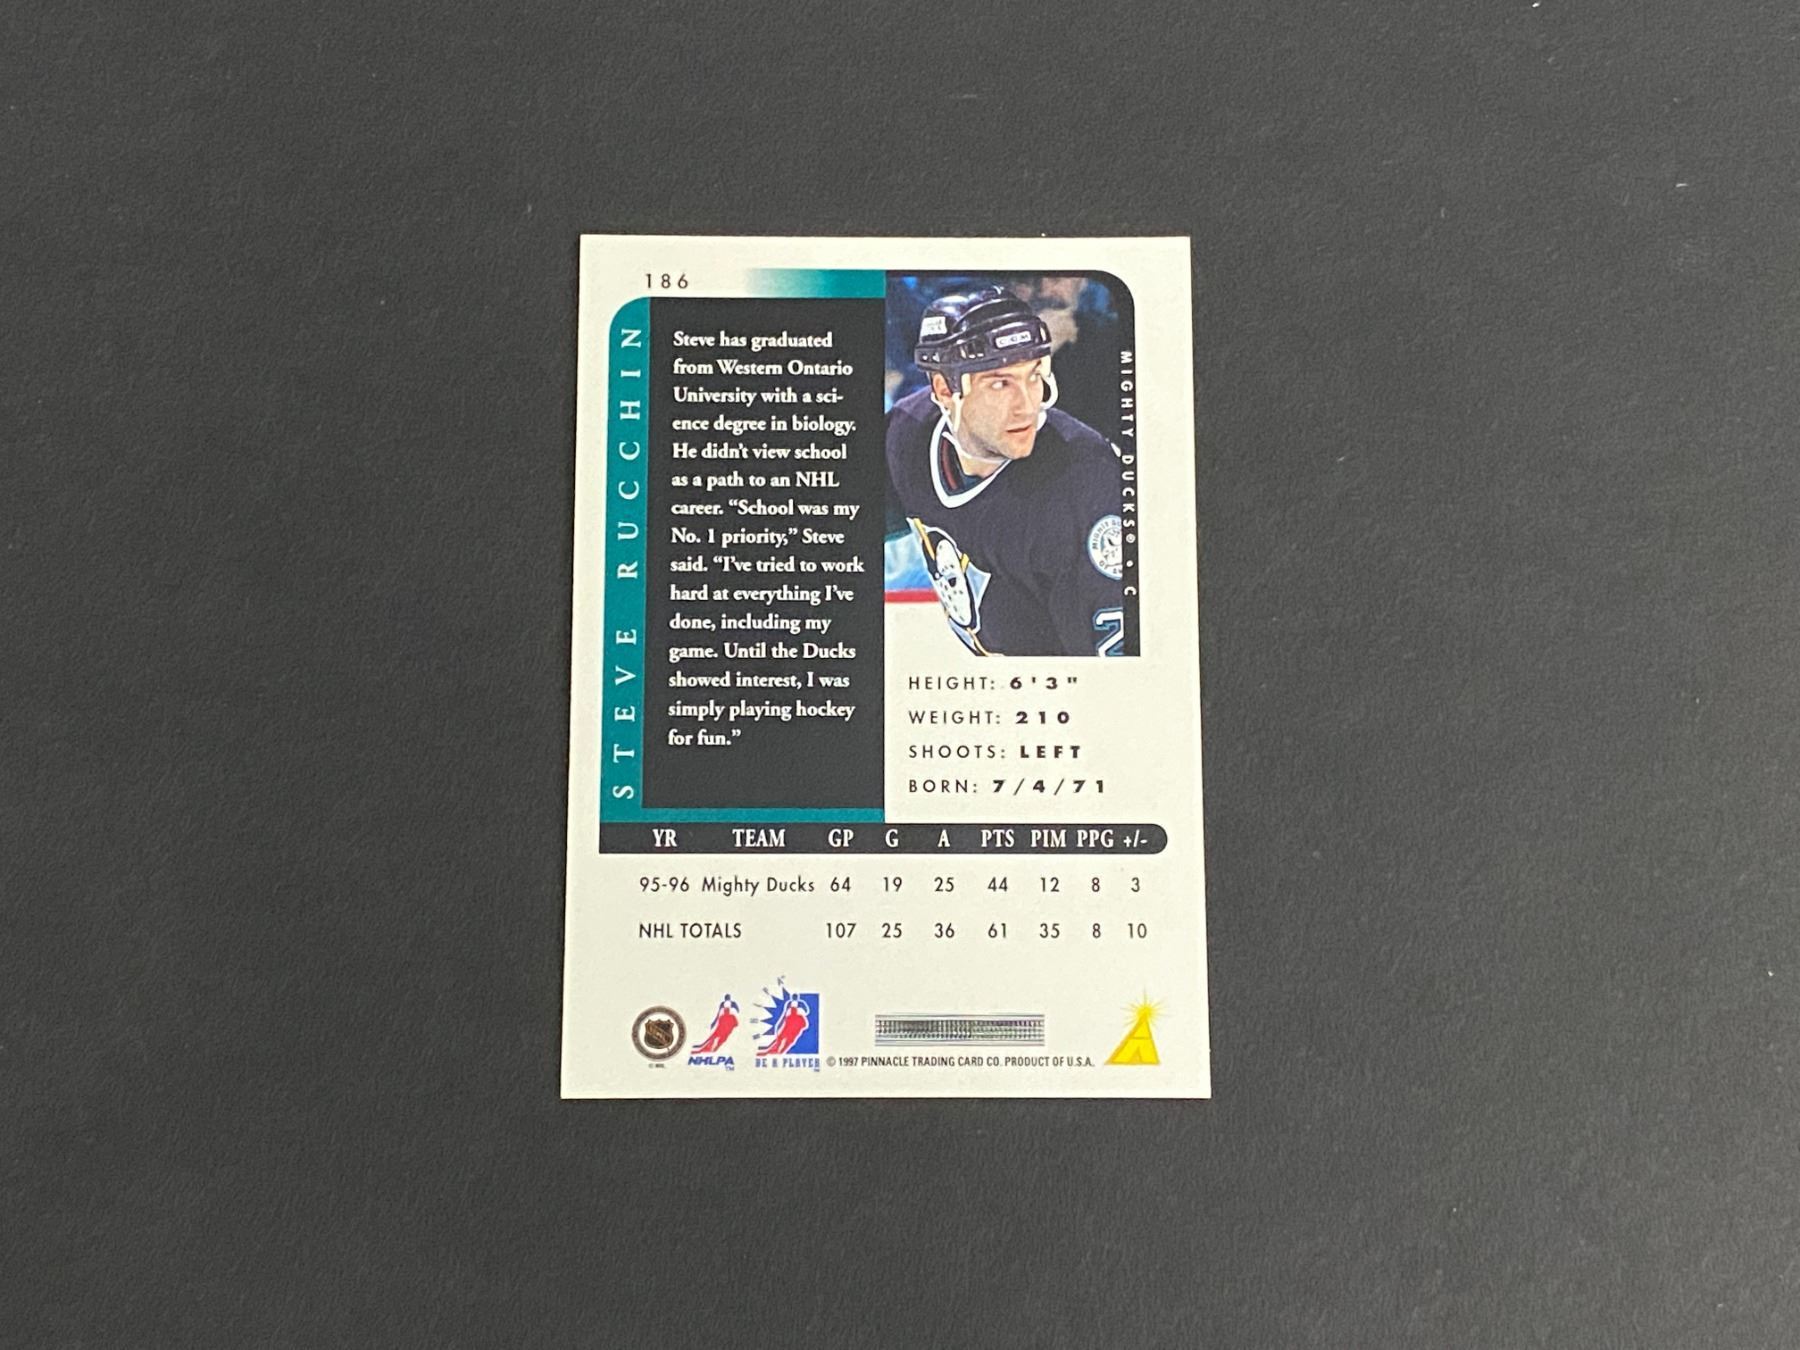 186
STEVE RUCCHIN
Steve has graduated
from Western Ontario
University with a sci-
ence degree in biology.
He didn't view school
as a path to an NHL
career. “School was my
No. 1 priority,” Steve
said. “I've tried to work
hard at everything I've
done, including my
game. Until the Ducks
showed interest, I was
simply playing hockey
for fun.”
CCM
MIGHTY DUCKS® • C
HEIGHT: 6'3"
WEIGHT: 210
SHOOTS: LEFT
BORN: 7/4/71
YR TEAM GP G A PTS PIM PPG +/-
95-96 Mighty Ducks 64 19 25 44 12 8 3
NHL TOTALS 107 25 36 61 35 8 10
NHLPA™
BE A PLAYER™
© 1997 PINNACLE TRADING CARD CO. PRODUCT OF U.S.A.